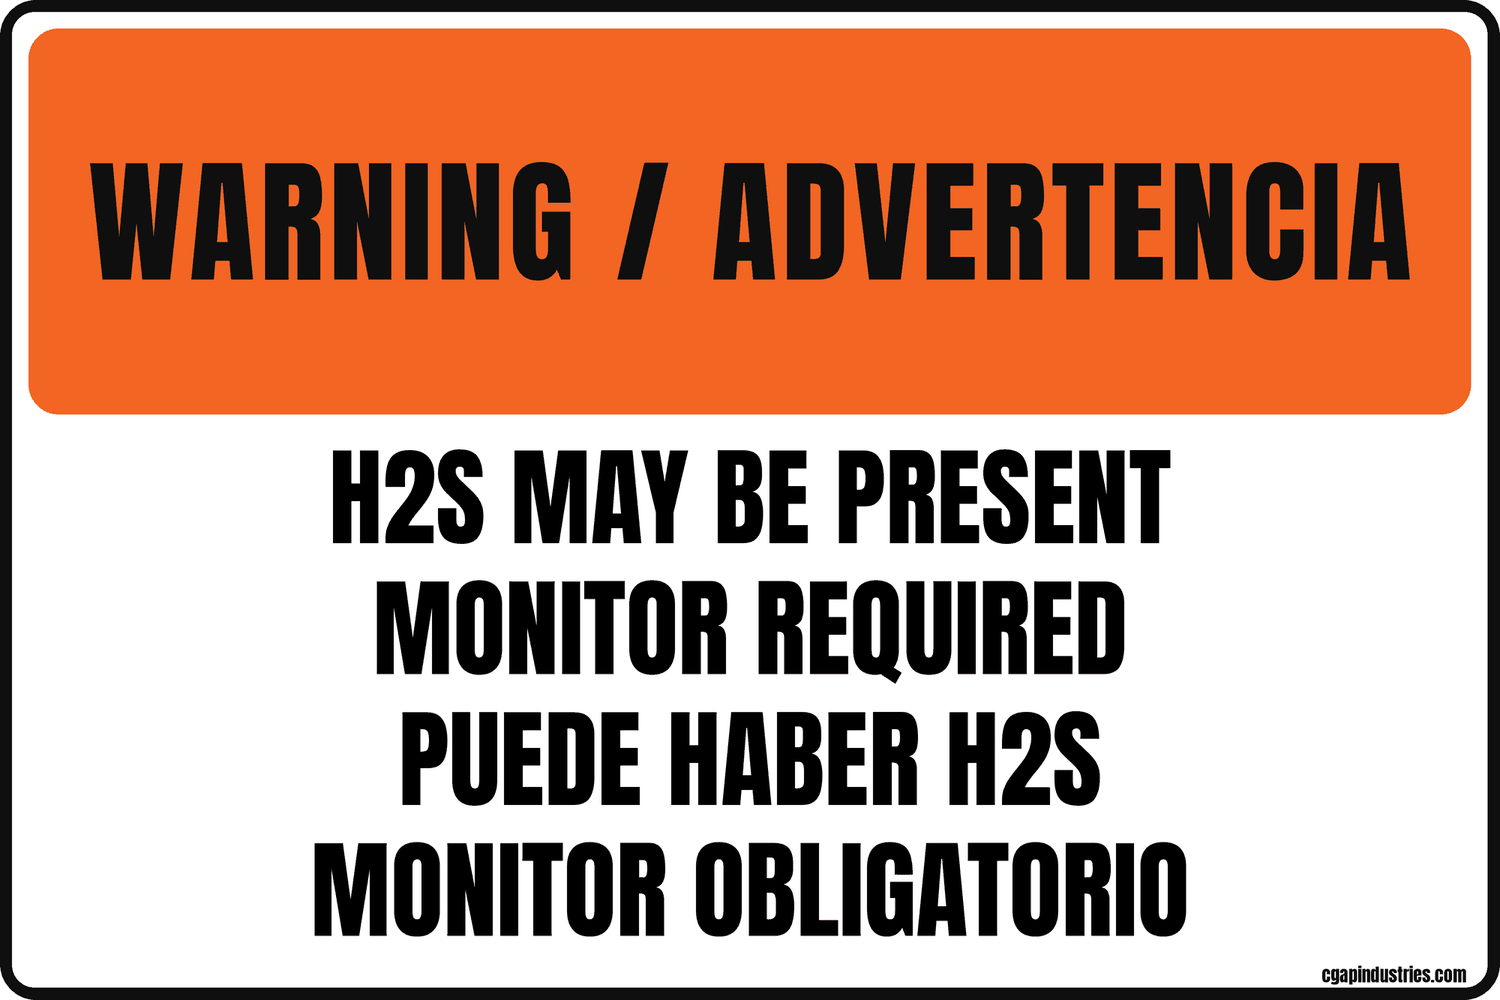 WARNING / ADVERTENCIA
H2S MAY BE PRESENT
MONITOR REQUIRED
PUEDE HABER H2S
MONITOR OBLIGATORIO
cgapindustries.com